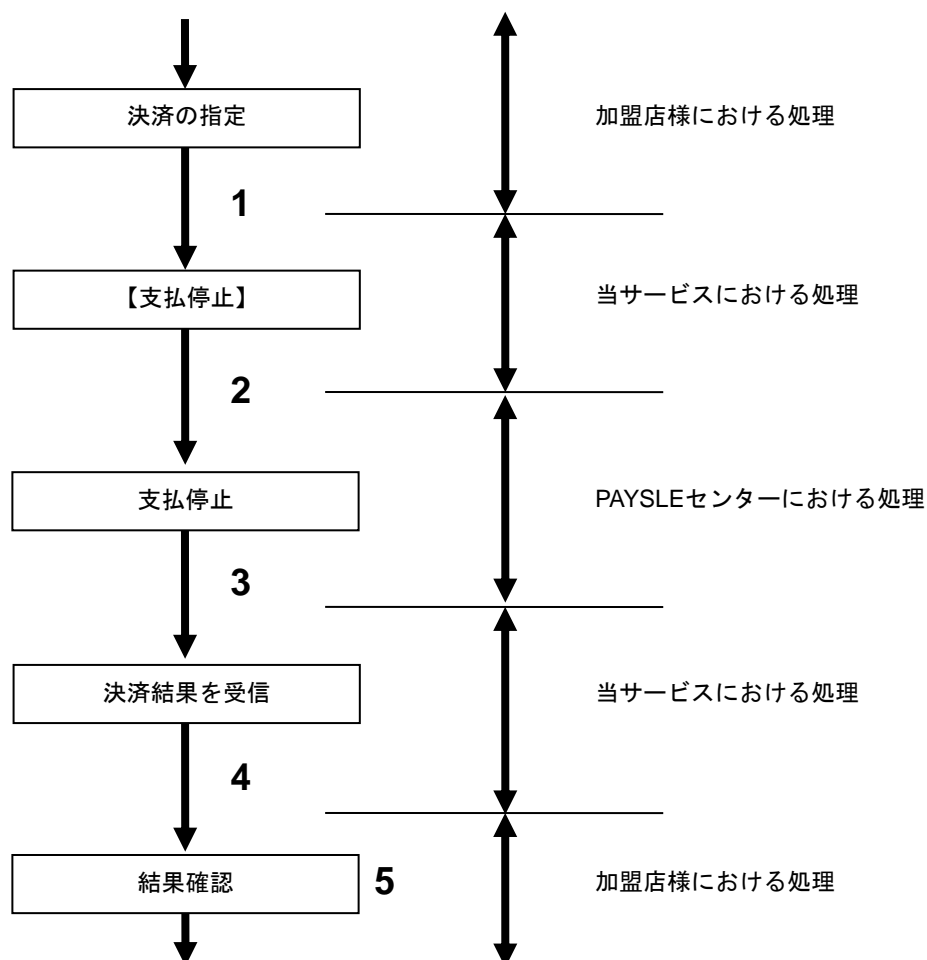 決済の指定
加盟店様における処理
1
【支払停止】
当サービスにおける処理
2
支払停止
PAYSLEセンターにおける処理
3
決済結果を受信
当サービスにおける処理
4
結果確認
5
加盟店様における処理